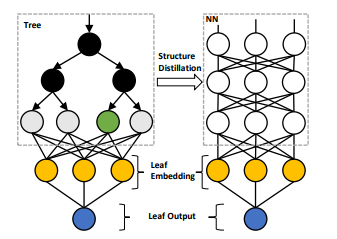 Tree
NN
Structure
Distillation
Leaf
Embedding
Leaf Output